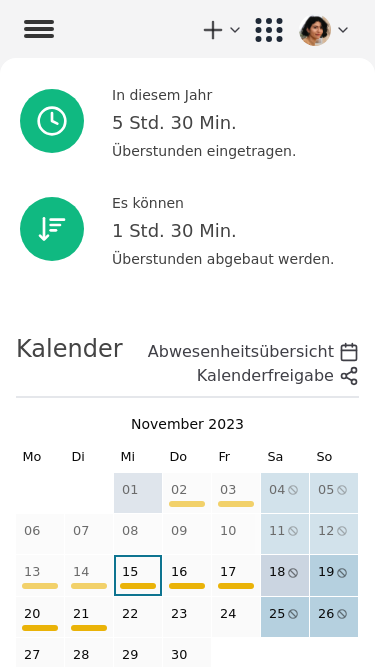 In diesem Jahr
5 Std. 30 Min.
Überstunden eingetragen.
Es können
1 Std. 30 Min.
Überstunden abgebaut werden.
Kalender
Abwesenheitsübersicht
Kalenderfreigabe
November 2023
Mo Di Mi Do Fr Sa So
01 02 03 04 05
06 07 08 09 10 11 12
13 14 15 16 17 18 19
20 21 22 23 24 25 26
27 28 29 30